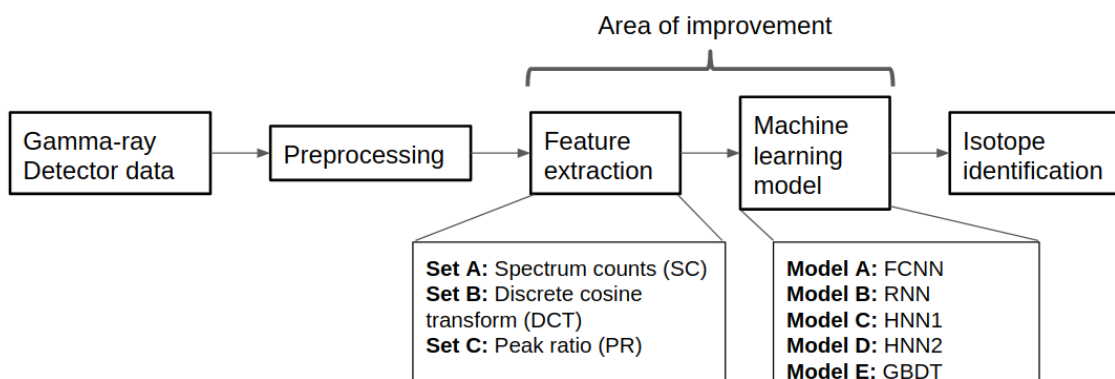 Area of improvement
Gamma-ray
Detector data
Preprocessing
Feature
extraction
Machine
learning
model
Isotope
identification
Set A: Spectrum counts (SC)
Set B: Discrete cosine
transform (DCT)
Set C: Peak ratio (PR)
Model A: FCNN
Model B: RNN
Model C: HNN1
Model D: HNN2
Model E: GBDT